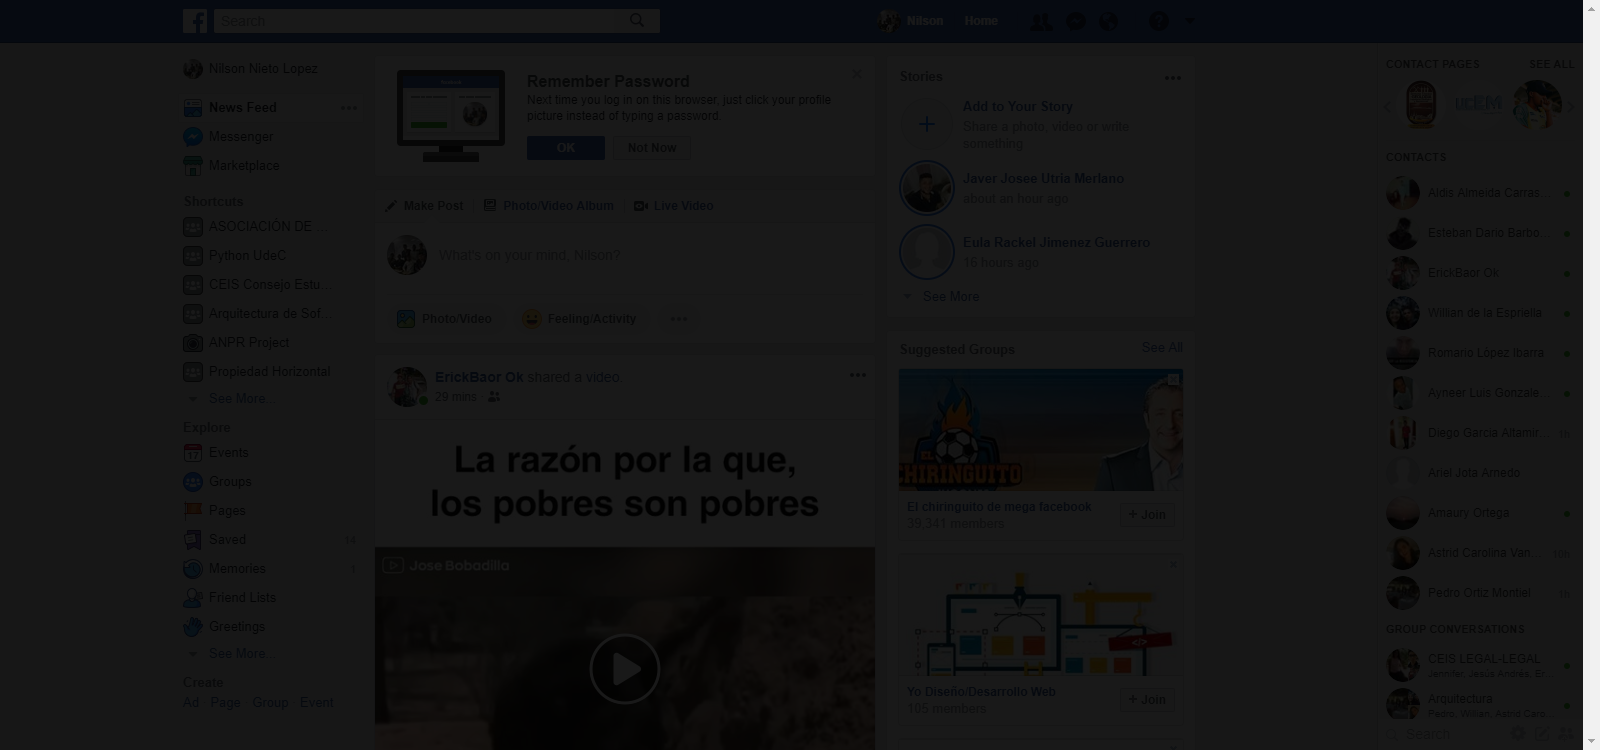 Search
Nilson
Home
Nilson Nieto Lopez
News Feed
Messenger
Marketplace
Shortcuts
ASOCIACIÓN DE ...
Python UdeC
CEIS Consejo Estu...
Arquitectura de Sof...
ANPR Project
Propiedad Horizontal
See More...
Explore
Events
17
Groups
Pages
Saved
14
Memories
1
Friend Lists
Greetings
See More...
Create
Ad Page Group Event
Remember Password
Next time you log in on this browser, just click your profile
picture instead of typing a password.
OK
Not Now
Make Post
Photo/Video Album
Live Video
What's on your mind, Nilson?
Photo/Video
Feeling/Activity
ErickBaor Ok shared a video.
29 mins
La razón por la que,
los pobres son pobres
Jose Bobadilla
Stories
Add to Your Story
Share a photo, video or write
something
Javer Josee Utria Merlano
about an hour ago
Eula Rackel Jimenez Guerrero
16 hours ago
See More
Suggested Groups
See All
EL
CHIRINGUITO
El chiringuito de mega facebook
39.341 members
+ Join
</>
Yo Diseño/Desarrollo Web
105 members
+ Join
CONTACT PAGES
SEE ALL
CONTACTS
Aldis Almeida Carras...
Esteban Dario Barbo...
ErickBaor Ok
Willian de la Espriella
Romario López Ibarra
Ayneer Luis Gonzale...
Diego Garcia Altamir...
Ariel Jota Arnedo
Amaury Ortega
Astrid Carolina Van...
Pedro Ortiz Montiel
GROUP CONVERSATIONS
CEIS LEGAL-LEGAL
Jennifer, Jesús Andrés, Er...
Arquitectura
Pedro, Willian, Astrid Caro...
Search